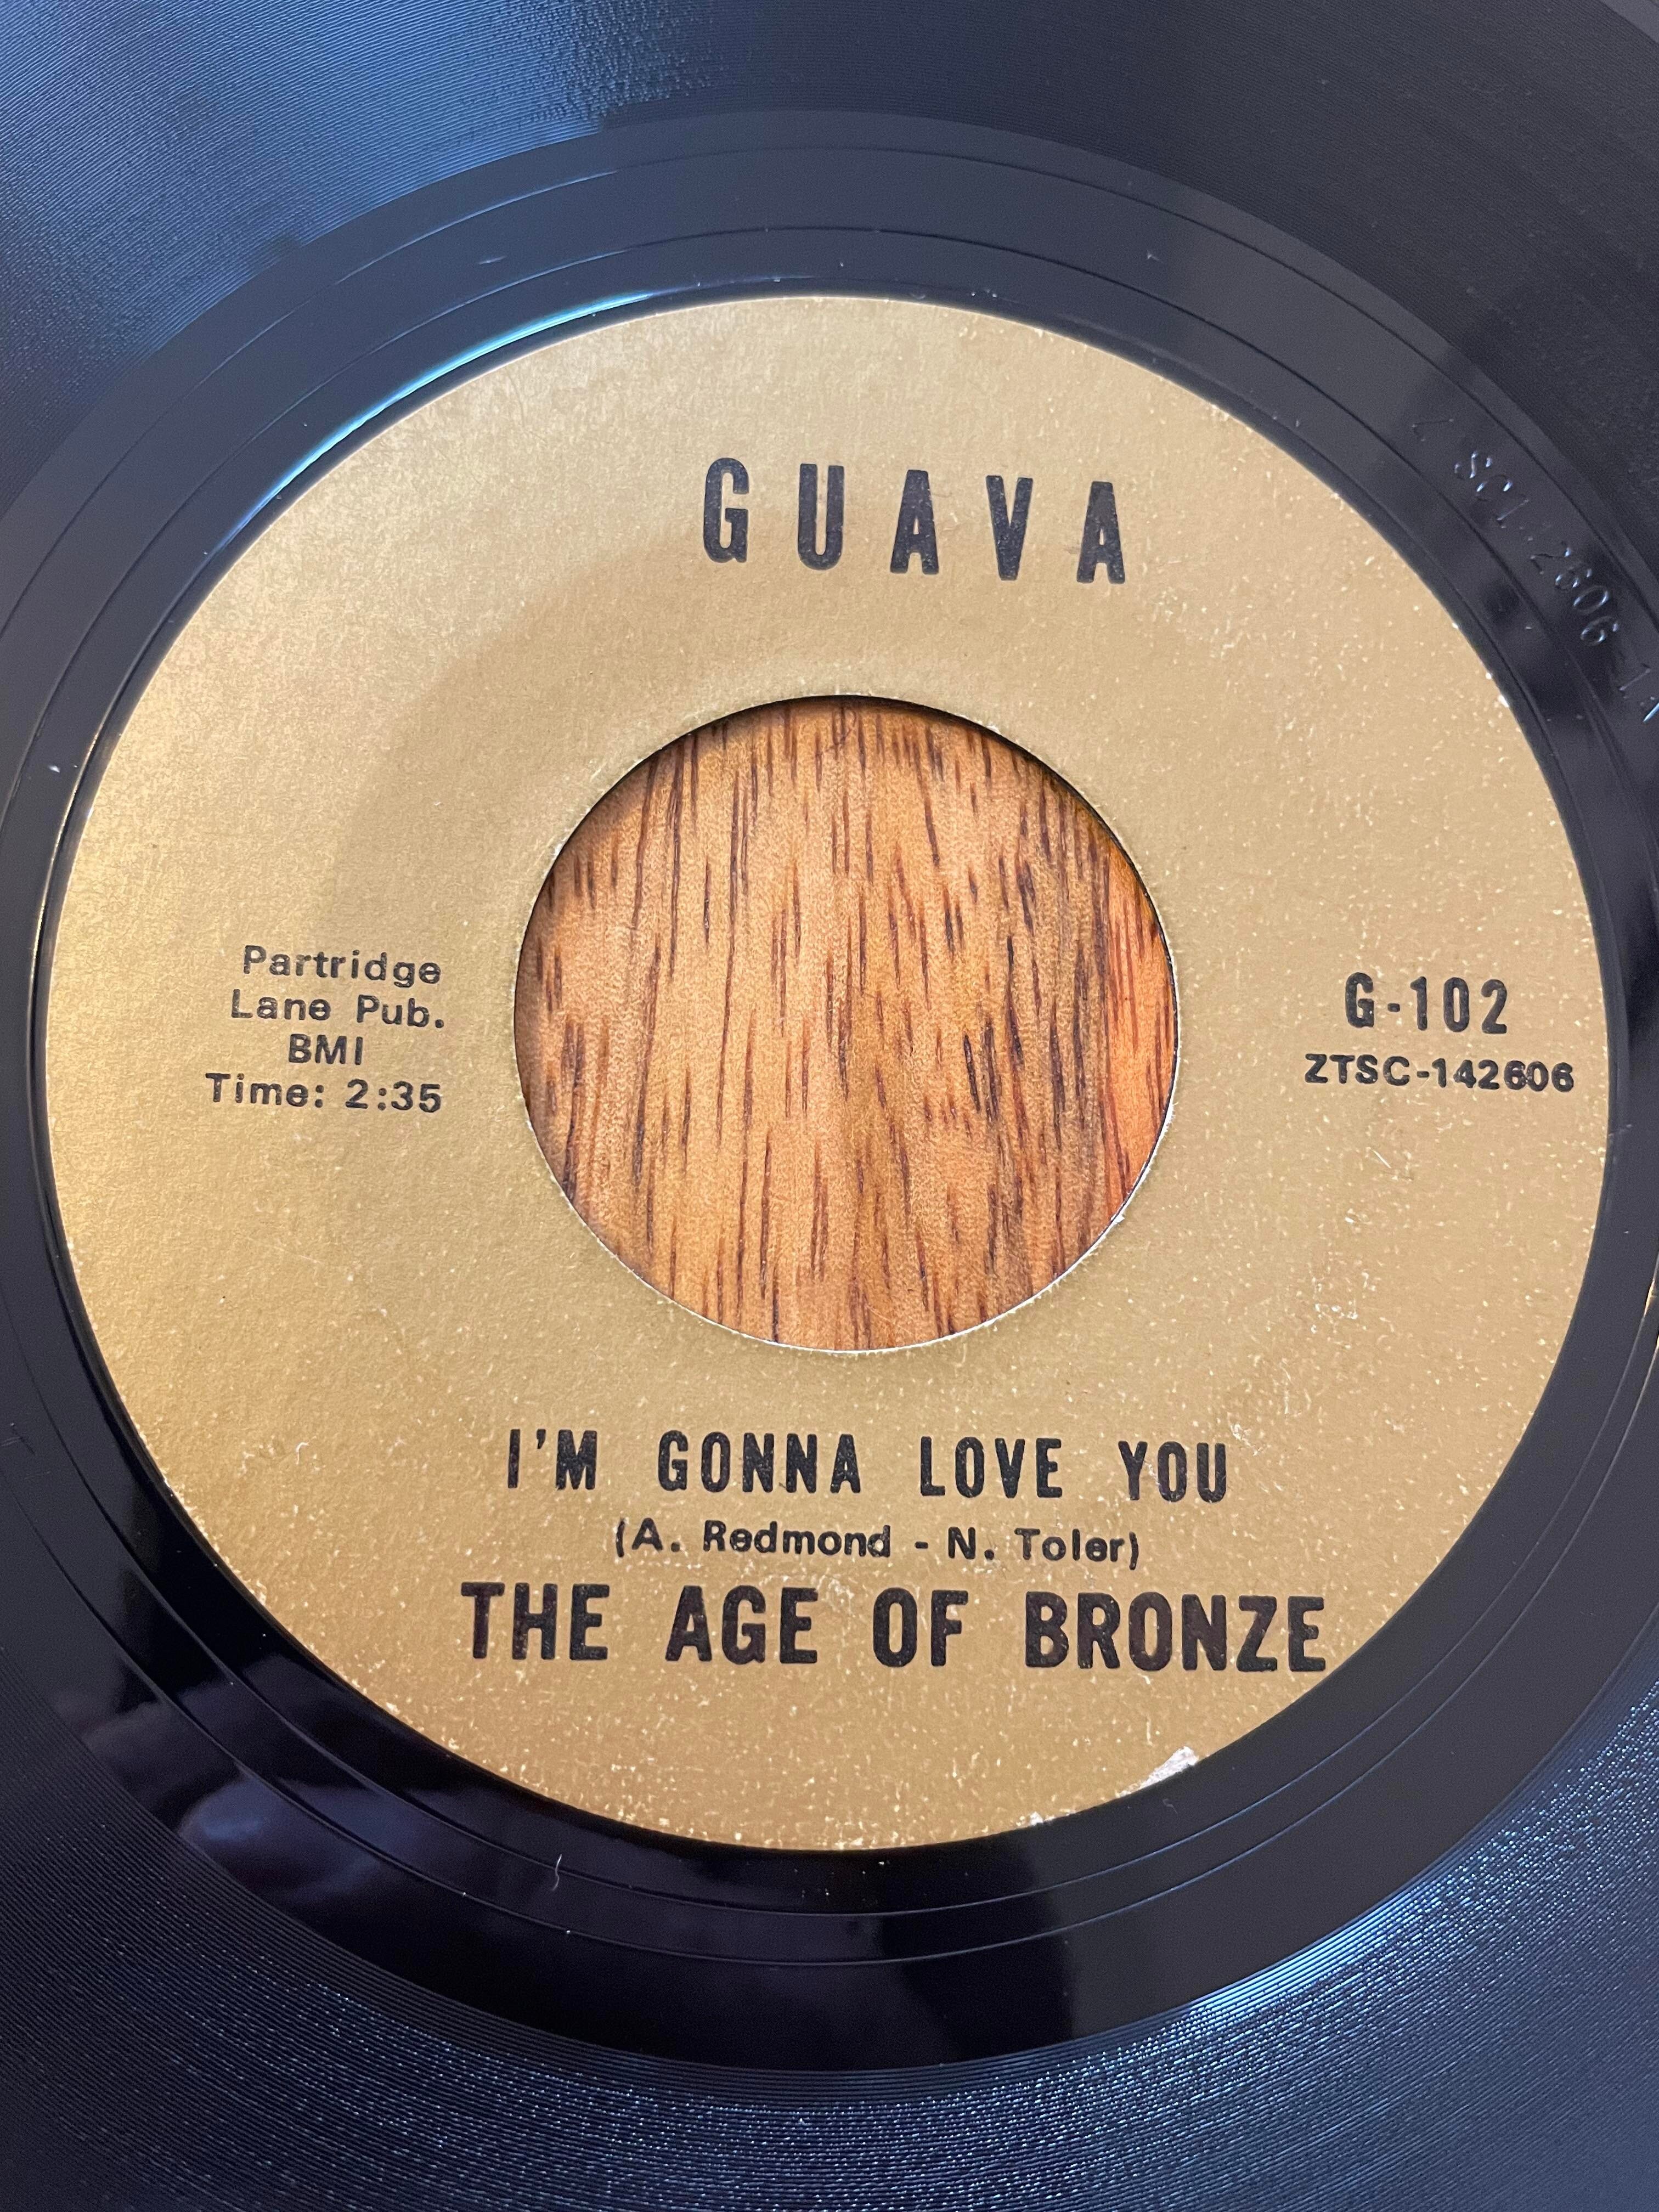 GUAVA
Partridge
Lane Pub.
BMI
Time: 2:35
G-102
ZTSC-142606
I'M GONNA LOVE YOU
(A. Redmond - N. Toler)
THE AGE OF BRONZE